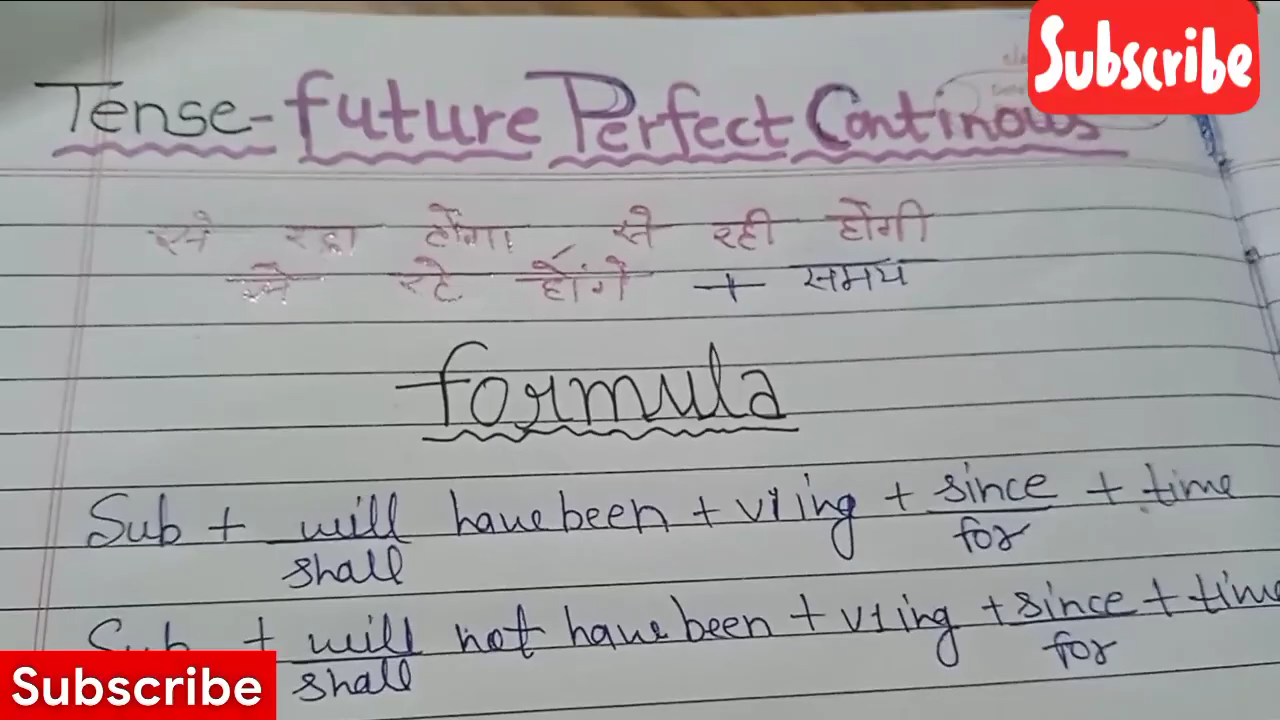 Subscribe
Tense- Future Perfect Continous
से रहा होंगा। से रही होंगी
से रहे होंगे + समय
Formula
Sub + will/shall have been + v1 ing + since/for + time
Sub + will/shall not have been + v1 ing + since/for + time
Subscribe